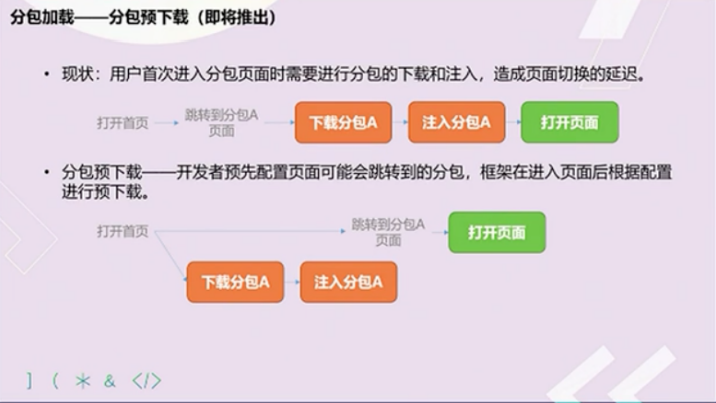 分包加载——分包预下载（即将推出）
• 现状：用户首次进入分包页面时需要进行分包的下载和注入，造成页面切换的延迟。
打开首页
跳转到分包A
页面
下载分包A
注入分包A
打开页面
• 分包预下载——开发者预先配置页面可能会跳转到的分包，框架在进入页面后根据配置
进行预下载。
打开首页
跳转到分包A
页面
打开页面
下载分包A
注入分包A
] ( * & </>